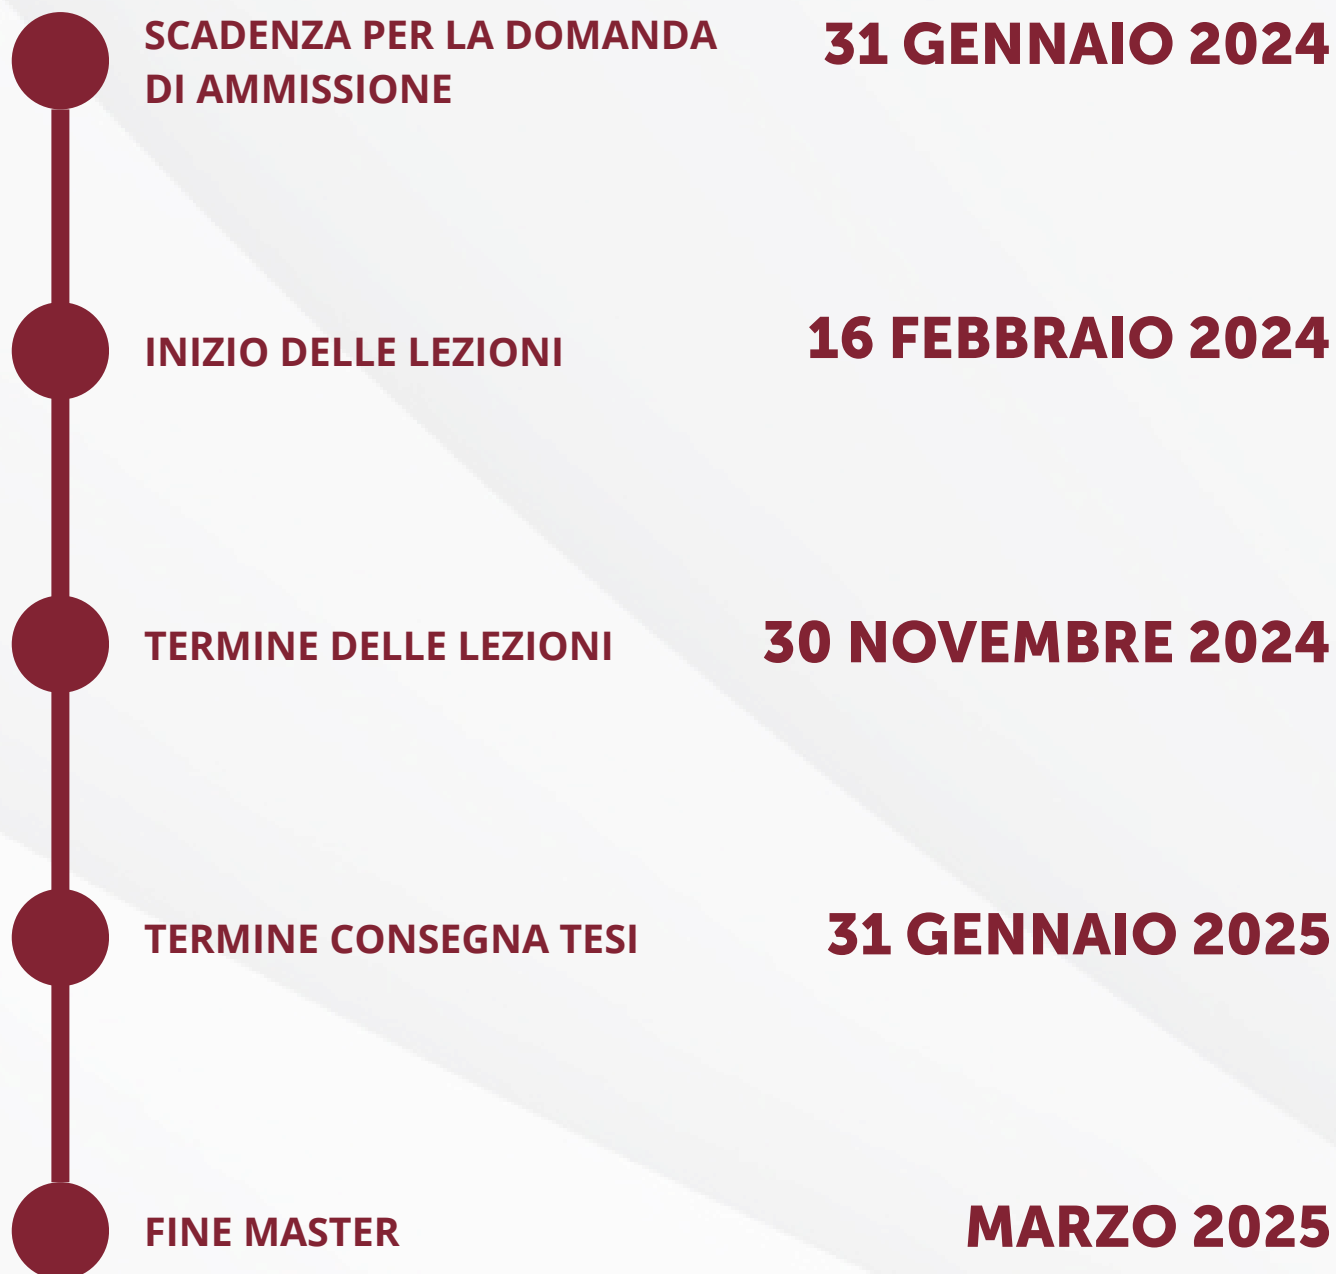 SCADENZA PER LA DOMANDA
DI AMMISSIONE
31 GENNAIO 2024
INIZIO DELLE LEZIONI
16 FEBBRAIO 2024
TERMINE DELLE LEZIONI
30 NOVEMBRE 2024
TERMINE CONSEGNA TESI
31 GENNAIO 2025
FINE MASTER
MARZO 2025